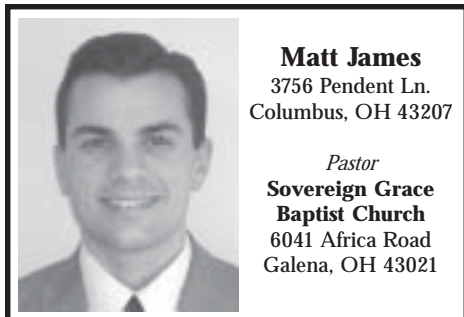 Matt James
3756 Pendent Ln.
Columbus, OH 43207
Pastor
Sovereign Grace
Baptist Church
6041 Africa Road
Galena, OH 43021